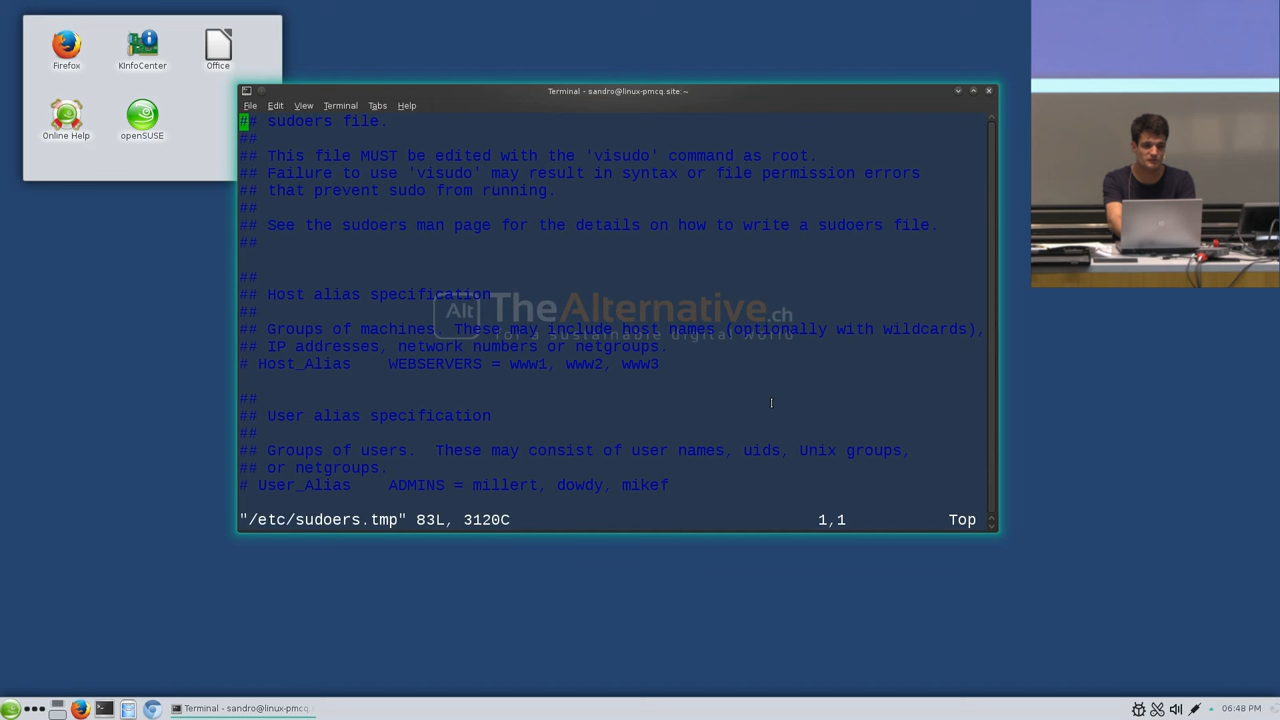 Firefox
KInfoCenter
Office
Online Help
openSUSE
Terminal - sandro@linux-pmcq.site:~
File Edit View Terminal Tabs Help
## sudoers file.
##
## This file MUST be edited with the 'visudo' command as root.
## Failure to use 'visudo' may result in syntax or file permission errors
## that prevent sudo from running.
##
## See the sudoers man page for the details on how to write a sudoers file.
##
##
## Host alias specification
##
## Groups of machines. These may include host names (optionally with wildcards),
## IP addresses, network numbers or netgroups.
# Host_Alias WEBSERVERS = www1, www2, www3
##
## User alias specification
##
## Groups of users. These may consist of user names, uids, Unix groups,
## or netgroups.
# User_Alias ADMINS = millert, dowdy, mikef
"/etc/sudoers.tmp" 83L, 3120C 1,1 Top
Alt TheAlternative.ch
for a sustainable digital world
Terminal - sandro@linux-pmcq.
06:48 PM